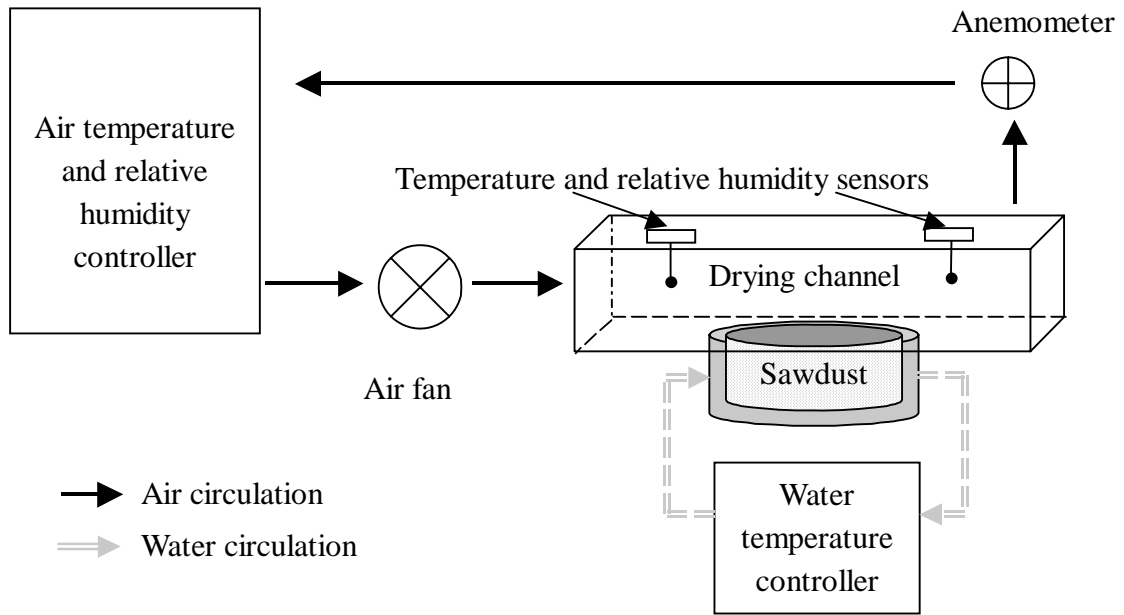 Anemometer
Air temperature
and relative
humidity
controller
Temperature and relative humidity sensors
Drying channel
Sawdust
Air fan
Air circulation
Water circulation
Water
temperature
controller